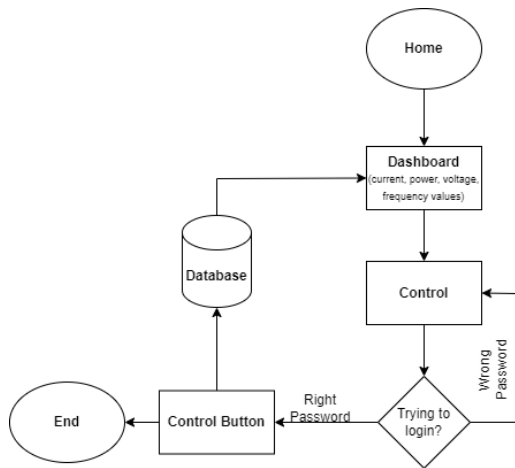 Home
Dashboard
(current, power, voltage,
frequency values)
Database
Control
Wrong
Password
Right
Password
Trying to
login?
Control Button
End